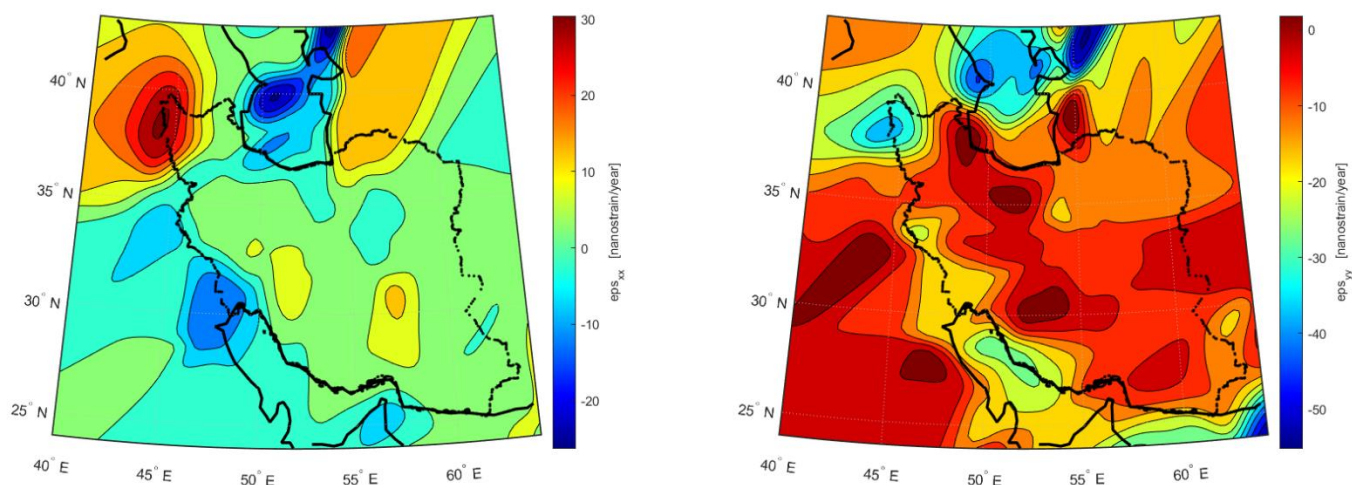 40° N
35° N
30° N
25° N
40° E
45° E
50° E
55° E
60° E
30
20
10
0
-10
-20
eps_xx [nanostrain/year]
40° N
35° N
30° N
25° N
40° E
45° E
50° E
55° E
60° E
0
-10
-20
-30
-40
-50
eps_yy [nanostrain/year]